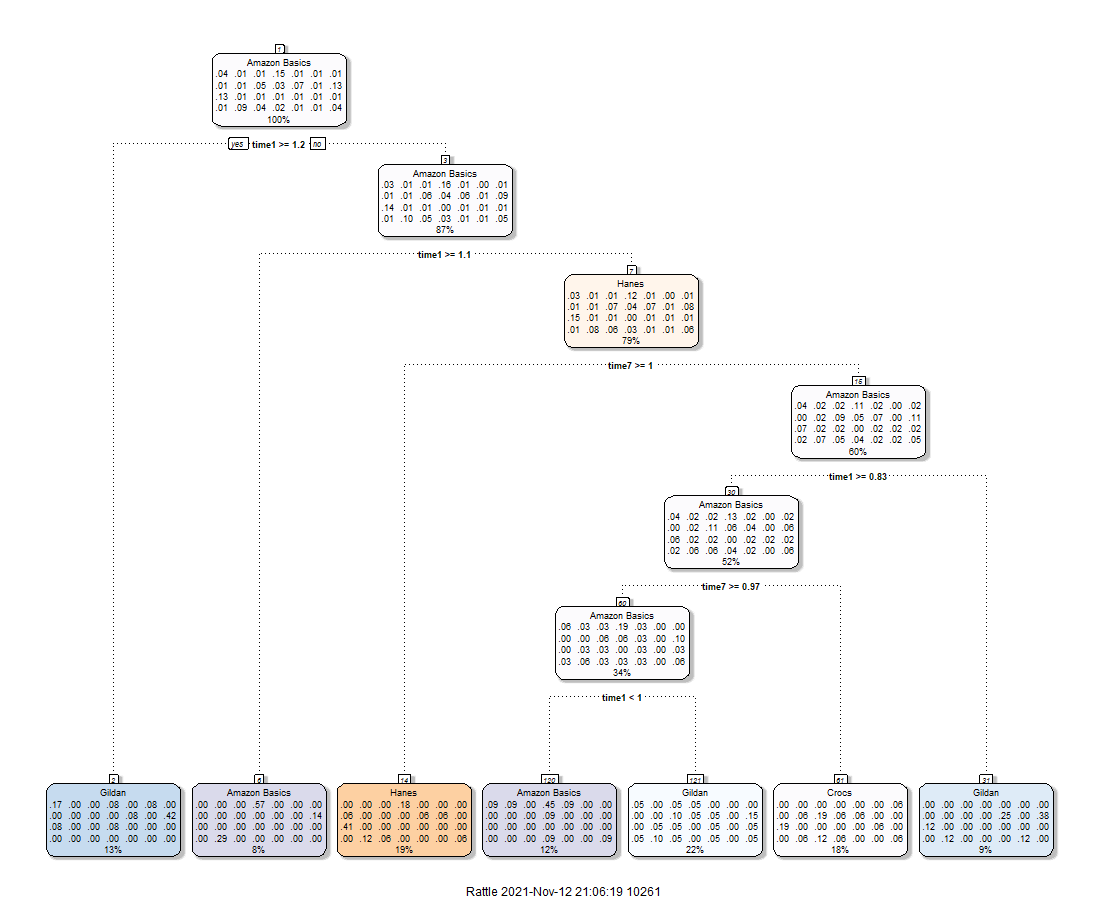 1
Amazon Basics
.04 .01 .01 .15 .01 .01 .01
.01 .01 .05 .03 .07 .01 .13
.13 .01 .01 .01 .01 .01 .01
.01 .09 .04 .02 .01 .01 .04
100%
yes time1 >= 1.2 no
3
Amazon Basics
.03 .01 .01 .16 .01 .00 .01
.01 .01 .06 .04 .06 .01 .09
.14 .01 .01 .00 .01 .01 .01
.01 .10 .05 .03 .01 .01 .05
87%
time1 >= 1.1
7
Hanes
.03 .01 .01 .12 .01 .00 .01
.01 .01 .07 .04 .07 .01 .08
.15 .01 .01 .00 .01 .01 .01
.01 .08 .06 .03 .01 .01 .06
79%
time7 >= 1
15
Amazon Basics
.04 .02 .02 .11 .02 .00 .02
.00 .02 .09 .05 .07 .00 .11
.07 .02 .02 .00 .02 .02 .02
.02 .07 .05 .04 .02 .02 .05
60%
time1 >= 0.83
30
Amazon Basics
.04 .02 .02 .13 .02 .00 .02
.00 .02 .11 .06 .04 .00 .06
.06 .02 .02 .00 .02 .02 .02
.02 .06 .06 .04 .02 .00 .06
52%
time7 >= 0.97
60
Amazon Basics
.06 .03 .03 .19 .03 .00 .00
.00 .00 .06 .06 .03 .00 .10
.00 .03 .03 .00 .03 .00 .03
.03 .06 .03 .03 .03 .00 .06
34%
time1 < 1
2
Gildan
.17 .00 .00 .08 .00 .08 .00
.00 .00 .00 .00 .08 .00 .42
.08 .00 .00 .08 .00 .00 .00
.00 .00 .00 .00 .00 .00 .00
13%
6
Amazon Basics
.00 .00 .00 .57 .00 .00 .00
.00 .00 .00 .00 .00 .00 .14
.00 .00 .00 .00 .00 .00 .00
.00 .29 .00 .00 .00 .00 .00
8%
14
Hanes
.00 .00 .00 .18 .00 .00 .00
.06 .00 .00 .00 .06 .06 .00
.41 .00 .00 .00 .00 .00 .00
.00 .12 .06 .00 .00 .00 .06
19%
120
Amazon Basics
.09 .09 .00 .45 .09 .00 .00
.00 .00 .00 .09 .00 .00 .00
.00 .00 .00 .00 .00 .00 .00
.00 .00 .00 .09 .00 .00 .09
12%
121
Gildan
.05 .00 .05 .05 .00 .00 .00
.00 .00 .10 .05 .05 .00 .15
.00 .05 .05 .00 .05 .00 .05
.05 .10 .05 .00 .05 .00 .05
22%
61
Crocs
.00 .00 .00 .00 .00 .00 .06
.00 .06 .19 .06 .06 .00 .00
.19 .00 .00 .00 .00 .06 .00
.00 .06 .12 .06 .00 .00 .06
18%
31
Gildan
.00 .00 .00 .00 .00 .00 .00
.00 .00 .00 .00 .25 .00 .38
.12 .00 .00 .00 .00 .00 .00
.00 .12 .00 .00 .00 .12 .00
9%
Rattle 2021-Nov-12 21:06:19 10261